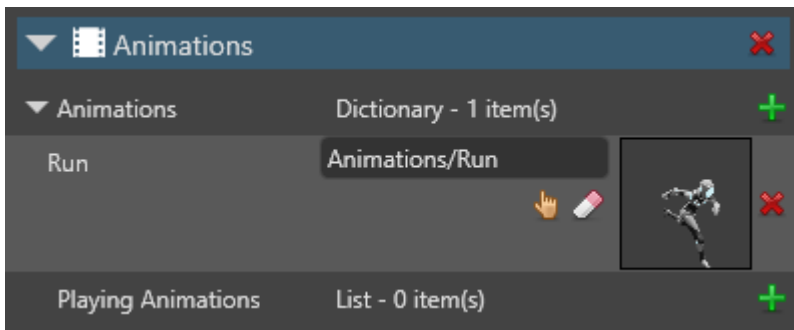 Animations
Animations Dictionary - 1 item(s)
Run Animations/Run
Playing Animations List - 0 item(s)